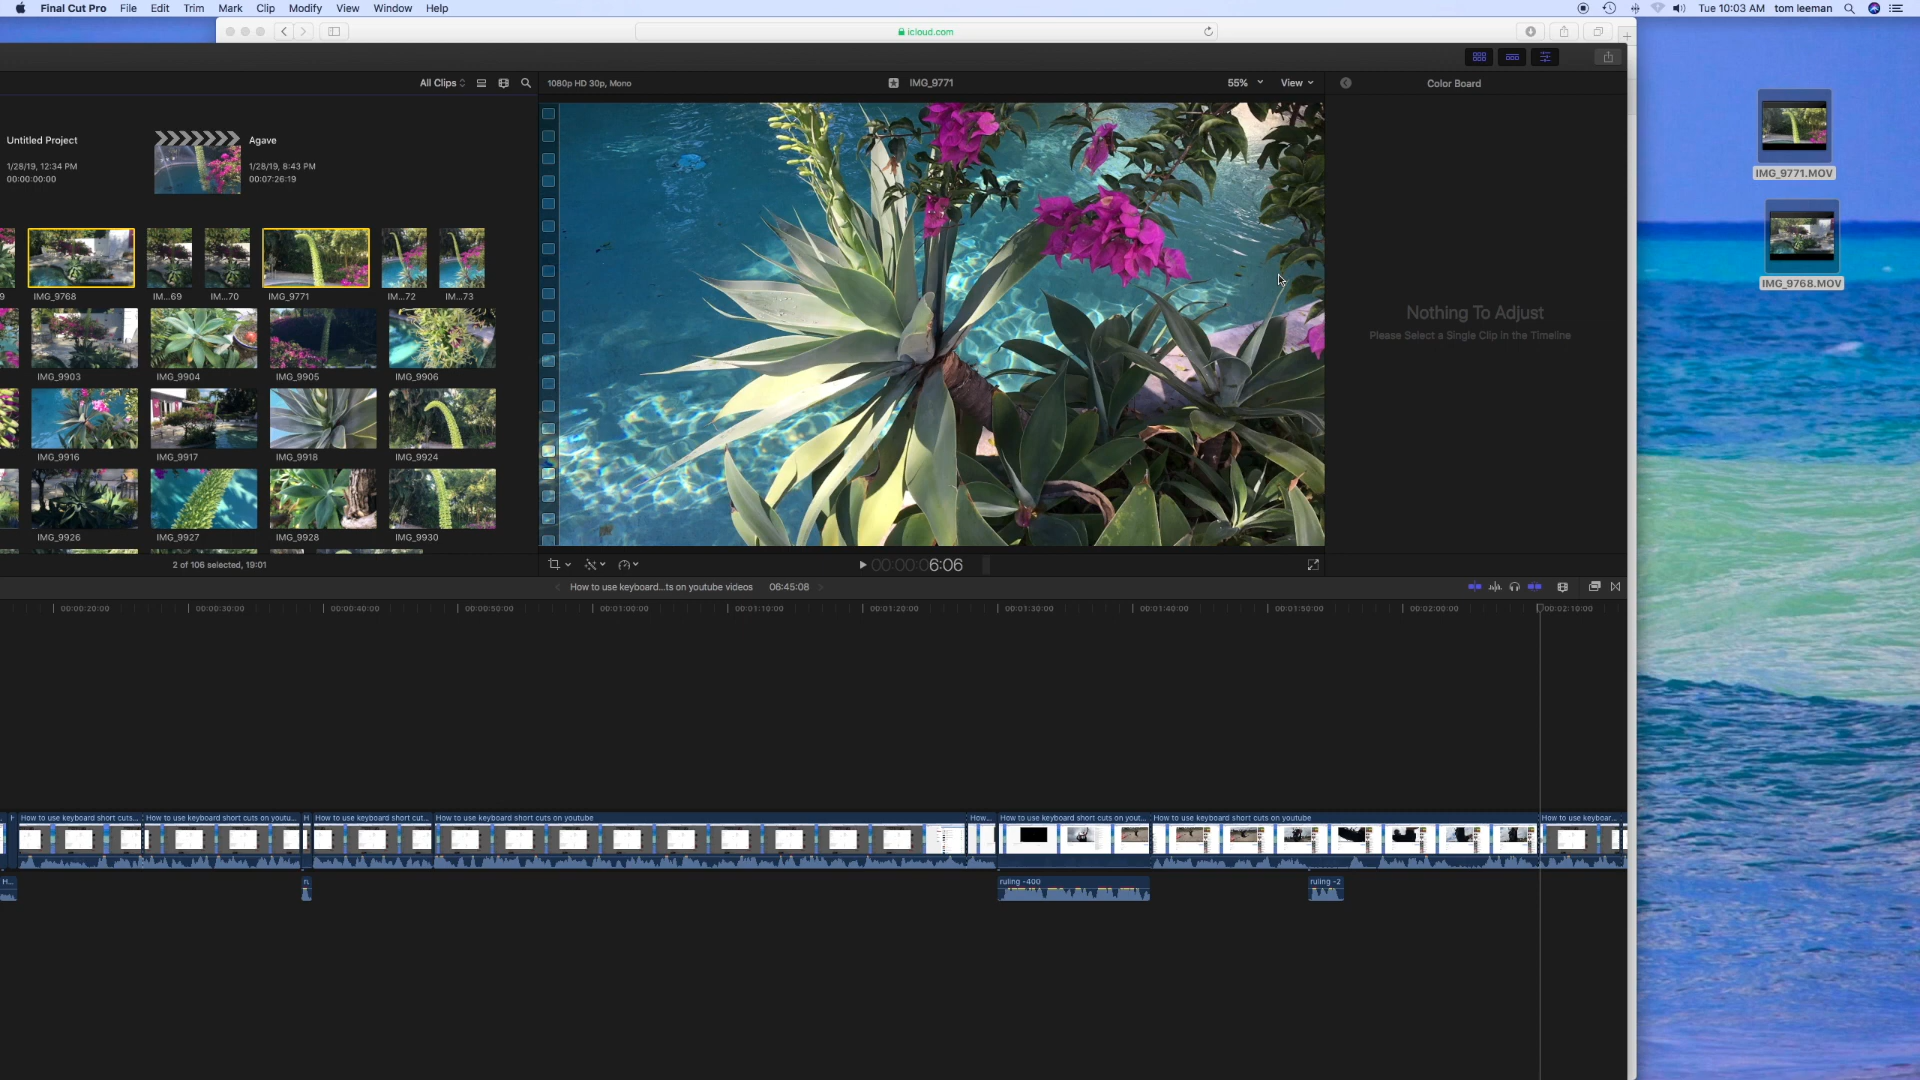 Final Cut Pro File Edit Trim Mark Clip Modify View Window Help
Tue 10:03 AM tom leeman
icloud.com
All Clips
1080p HD 30p, Mono
IMG_9771
55%
View
Color Board
Untitled Project
1/28/19, 12:34 PM
00:00:00:00
Agave
1/28/19, 8:43 PM
00:07:26:19
9
IMG_9768
IM...69
IM...70
IMG_9771
IM...72
IM...73
IMG_9903
IMG_9904
IMG_9905
IMG_9906
IMG_9916
IMG_9917
IMG_9918
IMG_9924
IMG_9926
IMG_9927
IMG_9928
IMG_9930
2 of 106 selected, 19:01
Nothing To Adjust
Please Select a Single Clip in the Timeline
IMG_9771.MOV
IMG_9768.MOV
00:00:06:06
How to use keyboard...ts on youtube videos
06:45:08
00:00:20:00
00:00:30:00
00:00:40:00
00:00:50:00
00:01:00:00
00:01:10:00
00:01:20:00
00:01:30:00
00:01:40:00
00:01:50:00
00:02:00:00
00:02:10:00
H
How to use keyboard short cuts...
How to use keyboard short cuts on youtu...
H
How to use keyboard short cut...
How to use keyboard short cuts on youtube
How...
How to use keyboard short cuts on yout...
How to use keyboard short cuts on youtube
How to use keyboar...
H...
ruling -400
ruling -2